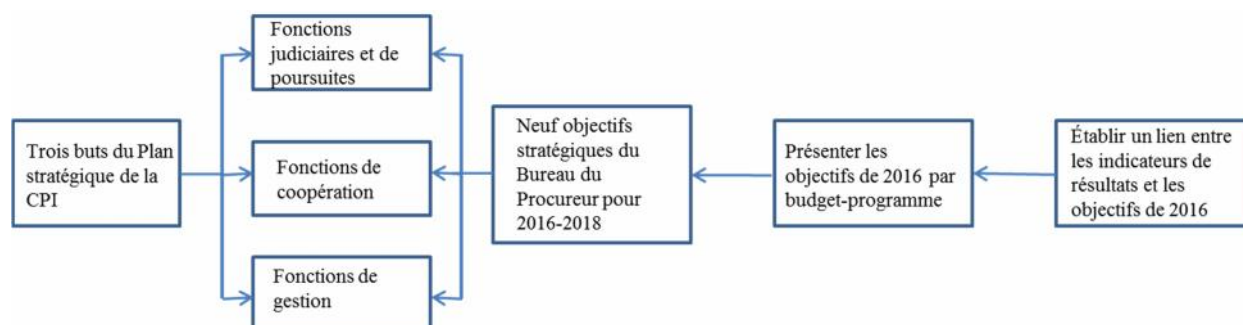 Trois buts du Plan
stratégique de la
CPI
Fonctions
judiciaires et de
poursuites
Fonctions de
coopération
Fonctions de
gestion
Neuf objectifs
stratégiques du
Bureau du
Procureur pour
2016-2018
Présenter les
objectifs de 2016 par
budget-programme
Établir un lien entre
les indicateurs de
résultats et les
objectifs de 2016